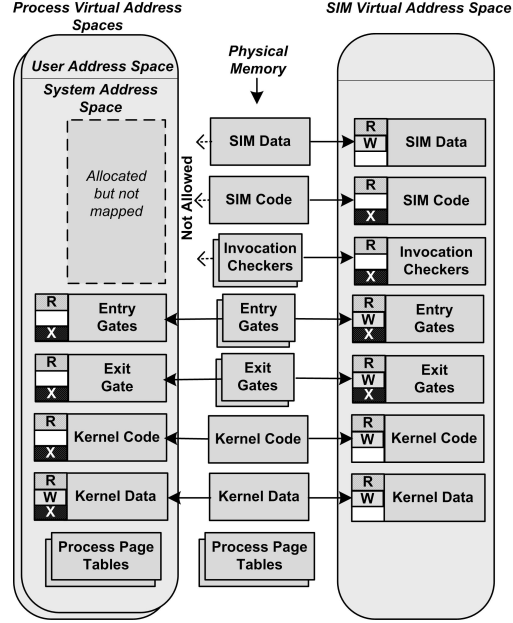 Process Virtual Address
Spaces
SIM Virtual Address Space
User Address Space
System Address
Space
Physical
Memory
Allocated
but not
mapped
Not Allowed
SIM Data
R
W
SIM Data
SIM Code
R
X
SIM Code
Invocation
Checkers
R
X
Invocation
Checkers
R
X
Entry
Gates
Entry
Gates
R
W
X
Entry
Gates
R
X
Exit
Gate
Exit
Gates
R
W
X
Exit
Gates
R
X
Kernel Code
Kernel Code
R
W
Kernel Code
R
W
X
Kernel Data
Kernel Data
R
W
Kernel Data
Process Page
Tables
Process Page
Tables